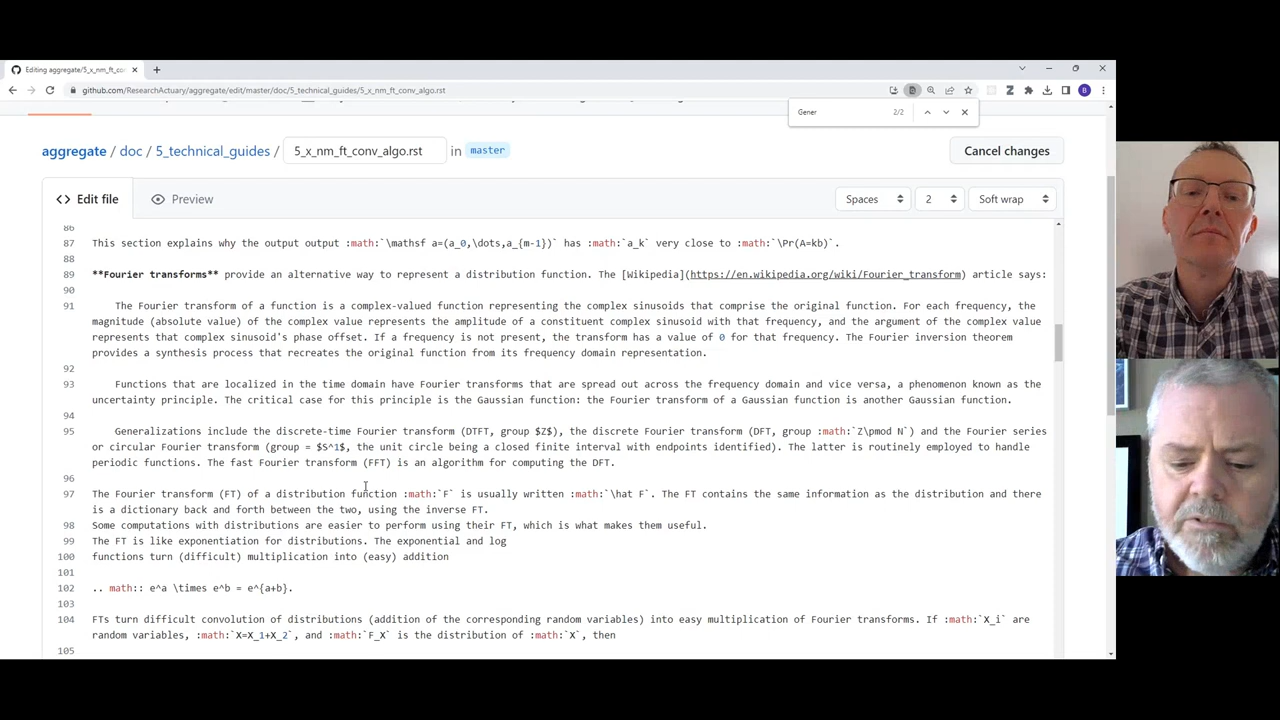 Editing aggregate/5_x_nm_ft_co
github.com/ResearchActuary/aggregate/edit/master/doc/5_technical_guides/5_x_nm_ft_conv_algo.rst
B
Gener 2/2
aggregate / doc / 5_technical_guides / 5_x_nm_ft_conv_algo.rst in master Cancel changes
<> Edit file Preview Spaces 2 Soft wrap
86
87 This section explains why the output output :math:`\mathsf a=(a_0,\dots,a_{m-1})` has :math:`a_k` very close to :math:`\Pr(A=kb)`.
88
89 **Fourier transforms** provide an alternative way to represent a distribution function. The [Wikipedia](https://en.wikipedia.org/wiki/Fourier_transform) article says:
90
91 The Fourier transform of a function is a complex-valued function representing the complex sinusoids that comprise the original function. For each frequency, the
magnitude (absolute value) of the complex value represents the amplitude of a constituent complex sinusoid with that frequency, and the argument of the complex value
represents that complex sinusoid's phase offset. If a frequency is not present, the transform has a value of 0 for that frequency. The Fourier inversion theorem
provides a synthesis process that recreates the original function from its frequency domain representation.
92
93 Functions that are localized in the time domain have Fourier transforms that are spread out across the frequency domain and vice versa, a phenomenon known as the
uncertainty principle. The critical case for this principle is the Gaussian function: the Fourier transform of a Gaussian function is another Gaussian function.
94
95 Generalizations include the discrete-time Fourier transform (DTFT, group $Z$), the discrete Fourier transform (DFT, group :math:`Z\pmod N`) and the Fourier series
or circular Fourier transform (group = $S^1$, the unit circle being a closed finite interval with endpoints identified). The latter is routinely employed to handle
periodic functions. The fast Fourier transform (FFT) is an algorithm for computing the DFT.
96
97 The Fourier transform (FT) of a distribution function :math:`F` is usually written :math:`\hat F`. The FT contains the same information as the distribution and there
is a dictionary back and forth between the two, using the inverse FT.
98 Some computations with distributions are easier to perform using their FT, which is what makes them useful.
99 The FT is like exponentiation for distributions. The exponential and log
100 functions turn (difficult) multiplication into (easy) addition
101
102 .. math:: e^a \times e^b = e^{a+b}.
103
104 FTs turn difficult convolution of distributions (addition of the corresponding random variables) into easy multiplication of Fourier transforms. If :math:`X_i` are
random variables, :math:`X=X_1+X_2`, and :math:`F_X` is the distribution of :math:`X`, then
105